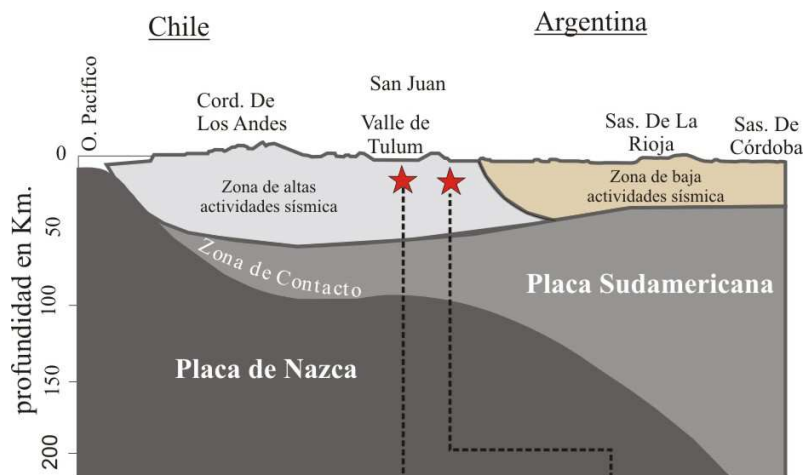 Chile
Argentina
San Juan
O. Pacífico
Cord. De
Los Andes
Valle de
Tulum
Sas. De La
Rioja
Sas. De
Córdoba
0
50
100
150
200
profundidad en Km.
Zona de altas
actividades sísmica
Zona de baja
actividades sísmica
Zona de Contacto
Placa Sudamericana
Placa de Nazca